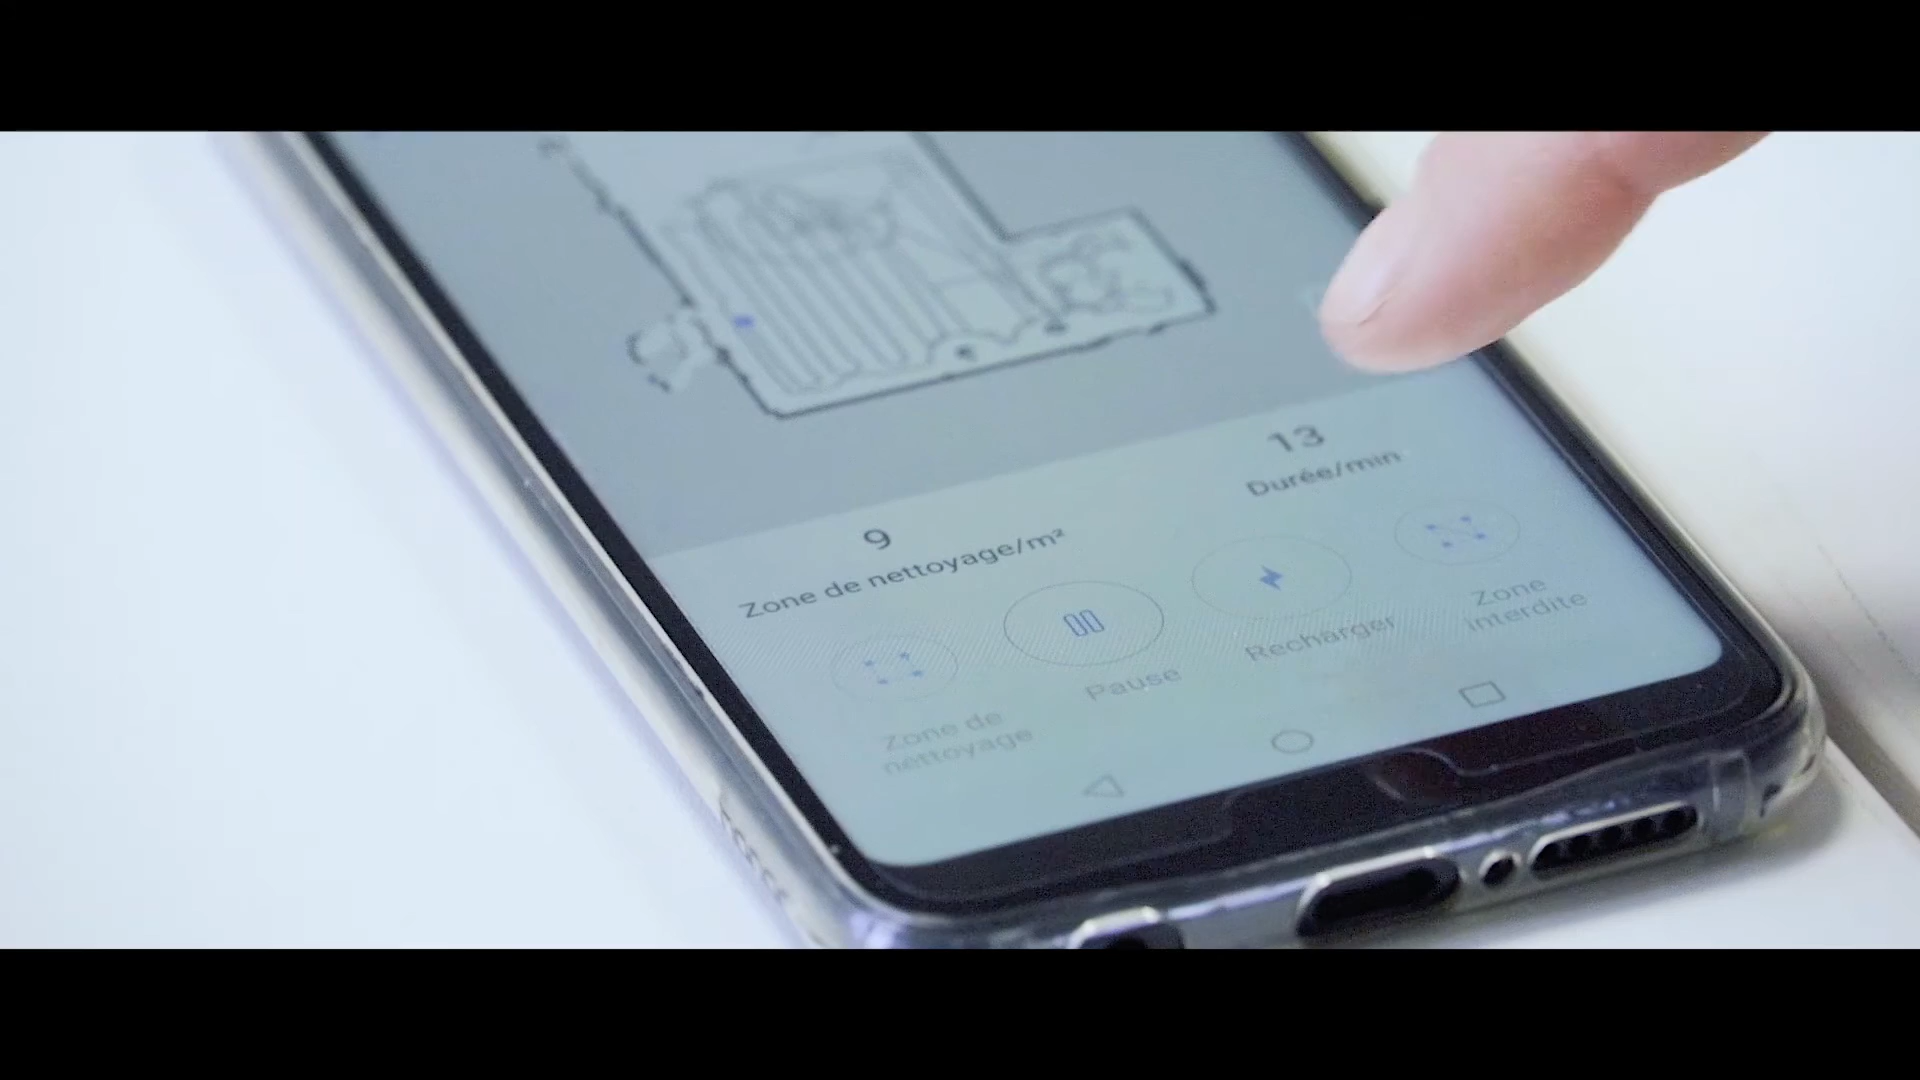 13
Durée/min
9
Zone de nettoyage/m²
Zone de
nettoyage
Pause
Recharger
Zone
interdite